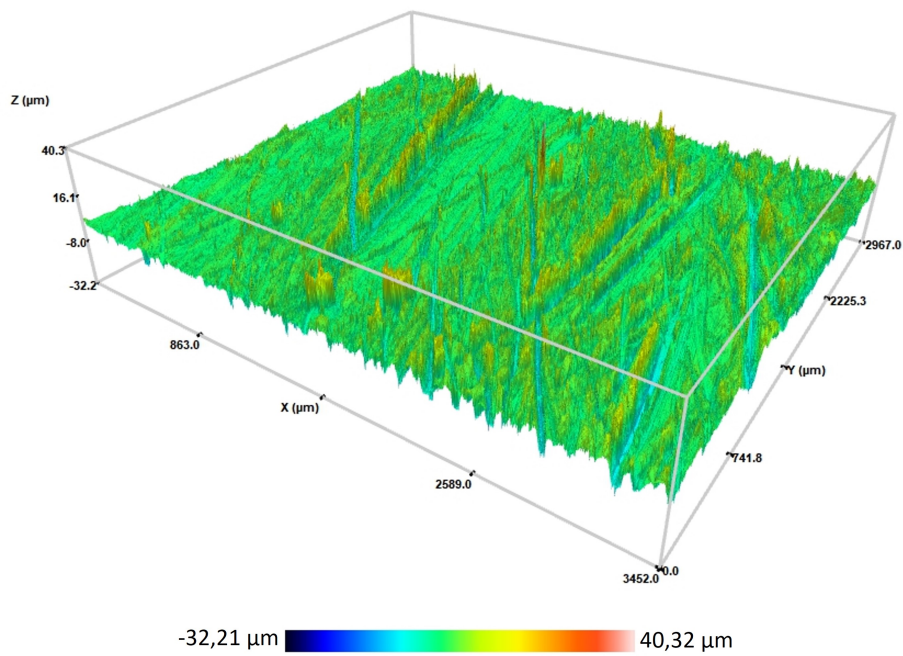 Z (µm)
40.3
16.1
-8.0
-32.2
863.0
X (µm)
2589.0
3452.0
0.0
741.8
Y (µm)
2225.3
2967.0
-32,21 µm
40,32 µm